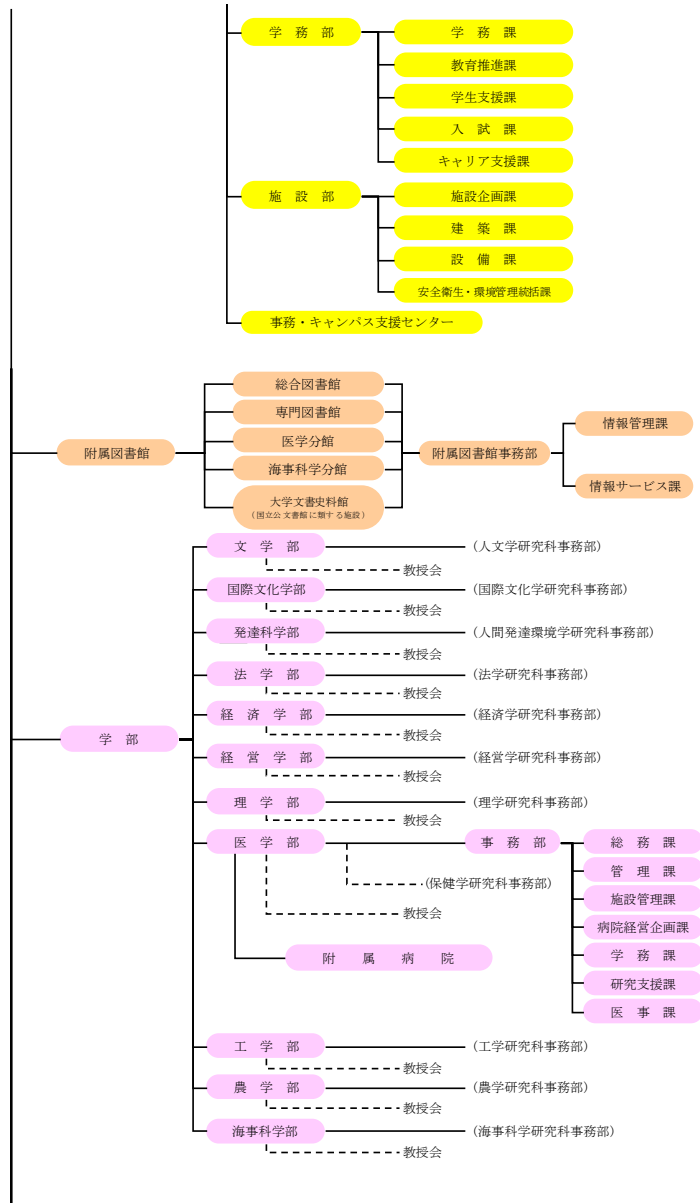 学務部
学務課
教育推進課
学生支援課
入試課
キャリア支援課
施設部
施設企画課
建築課
設備課
安全衛生・環境管理統括課
事務・キャンパス支援センター
附属図書館
総合図書館
専門図書館
医学分館
海事科学分館
大学文書史料館
(国立公文書館に類する施設)
附属図書館事務部
情報管理課
情報サービス課
学部
文学部
(人文学研究科事務部)
教授会
国際文化学部
(国際文化学研究科事務部)
教授会
発達科学部
(人間発達環境学研究科事務部)
教授会
法学部
(法学研究科事務部)
教授会
経済学部
(経済学研究科事務部)
教授会
経営学部
(経営学研究科事務部)
教授会
理学部
(理学研究科事務部)
教授会
医学部
事務部
総務課
管理課
施設管理課
病院経営企画課
学務課
研究支援課
医事課
(保健学研究科事務部)
教授会
附属病院
工学部
(工学研究科事務部)
教授会
農学部
(農学研究科事務部)
教授会
海事科学部
(海事科学研究科事務部)
教授会